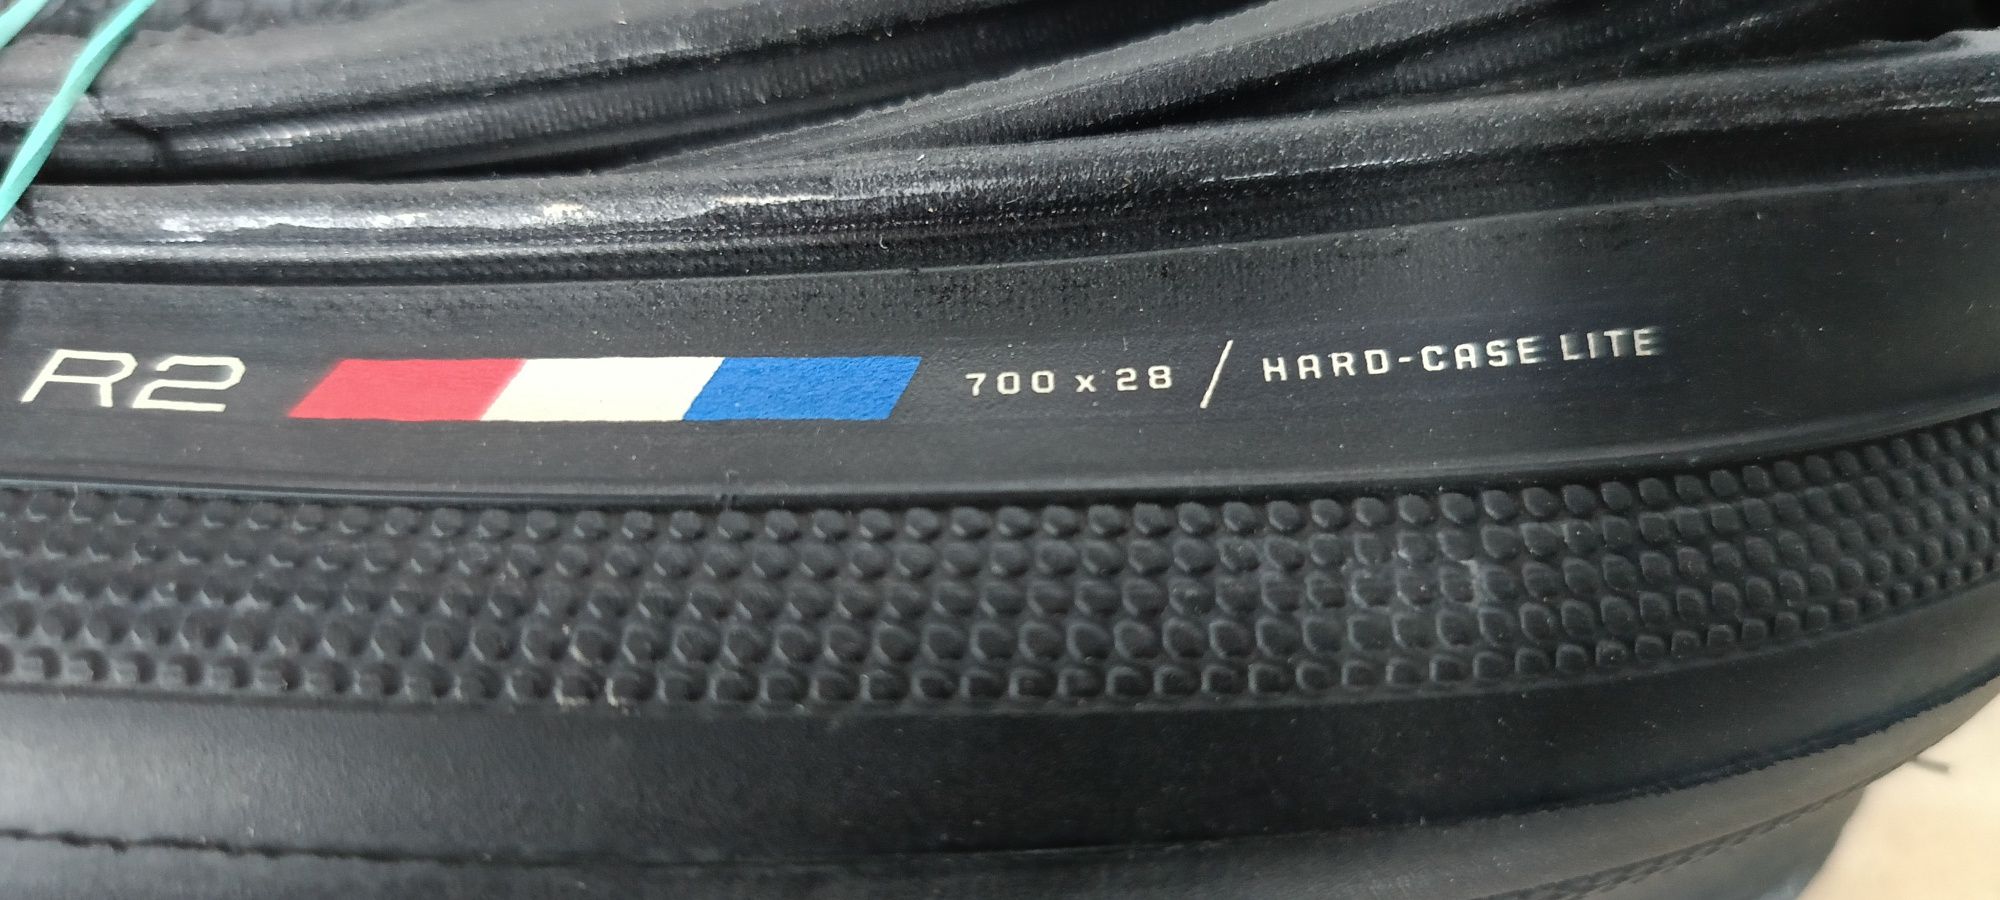 R2 700 x 28 / HARD-CASE LITE